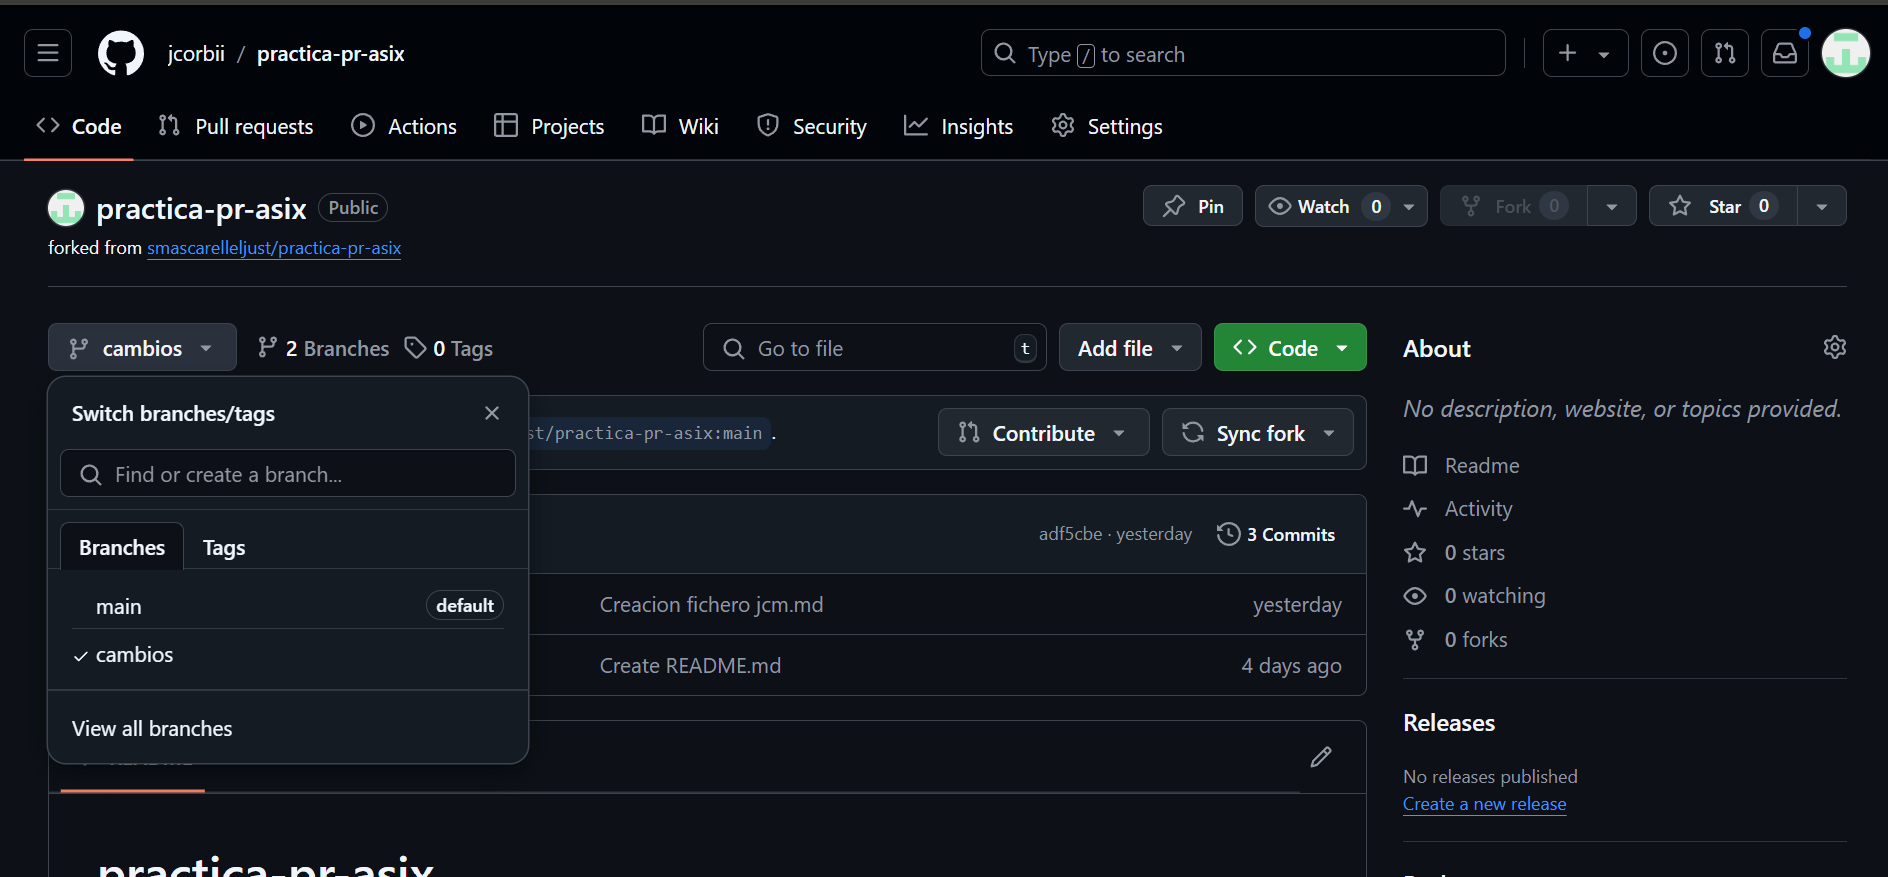 jcorbii / practica-pr-asix
Type / to search
Code Pull requests Actions Projects Wiki Security Insights Settings
practica-pr-asix Public
forked from smascarelleljust/practica-pr-asix
Pin Watch 0 Fork 0 Star 0
cambios 2 Branches 0 Tags
Go to file t Add file Code
Switch branches/tags
Find or create a branch...
Branches Tags
main default
cambios
View all branches
st/practica-pr-asix:main .
Contribute Sync fork
adf5cbe · yesterday 3 Commits
Creacion fichero jcm.md yesterday
Create README.md 4 days ago
practica-pr-asix
About
No description, website, or topics provided.
Readme
Activity
0 stars
0 watching
0 forks
Releases
No releases published
Create a new release